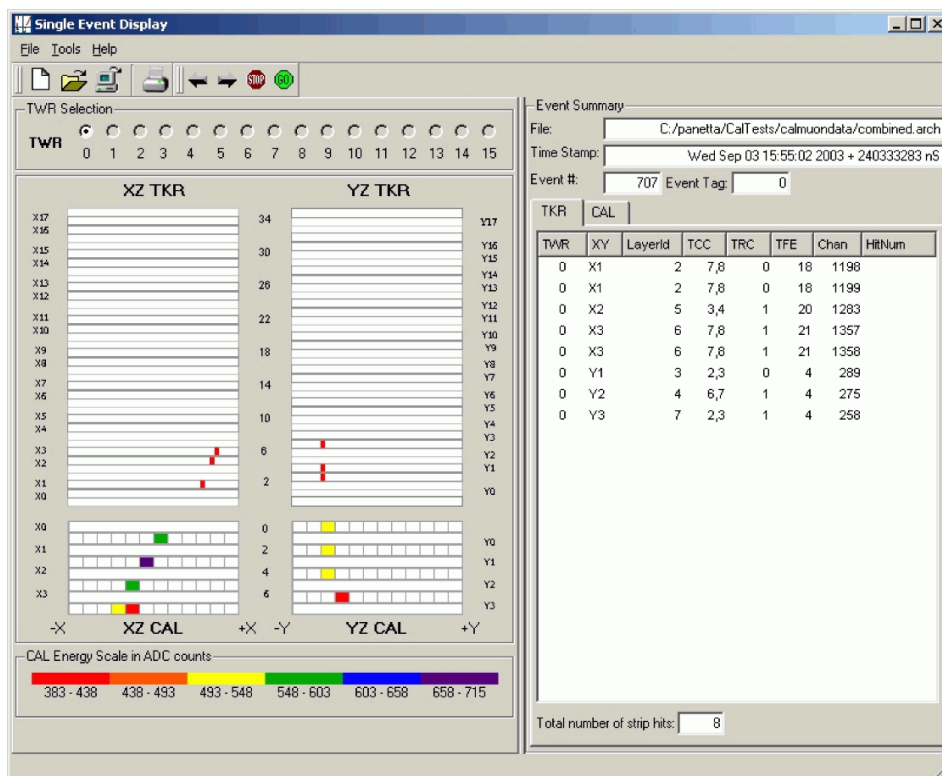 Single Event Display
File Tools Help
STOP GO
TWR Selection
TWR
0 1 2 3 4 5 6 7 8 9 10 11 12 13 14 15
XZ TKR YZ TKR
X17 34 Y17
X16
X15 30 Y16
X14 Y15
Y14
X13 26 Y13
X12
Y12
X11 22 Y11
X10 Y10
X9 18 Y9
X8 Y8
X7 14 Y7
X6 Y6
X5 10 Y5
X4 Y4
X3 6 Y3
X2 Y2
X1 2 Y1
X0 Y0
X0 0
Y0
X1 2
Y1
X2 4
Y2
X3 6
Y3
-X XZ CAL +X -Y YZ CAL +Y
CAL Energy Scale in ADC counts
383 - 438 438 - 493 493 - 548 548 - 603 603 - 658 658 - 715
Event Summary
File: C:/panetta/CalTests/calmuondata/combined.arch
Time Stamp: Wed Sep 03 15:55:02 2003 + 240333283 nS
Event #: 707 Event Tag: 0
TKR CAL
TWR XY LayerId TCC TRC TFE Chan HitNum
0 X1 2 7,8 0 18 1198
0 X1 2 7,8 0 18 1199
0 X2 5 3,4 1 20 1283
0 X3 6 7,8 1 21 1357
0 X3 6 7,8 1 21 1358
0 Y1 3 2,3 0 4 289
0 Y2 4 6,7 1 4 275
0 Y3 7 2,3 1 4 258
Total number of strip hits: 8